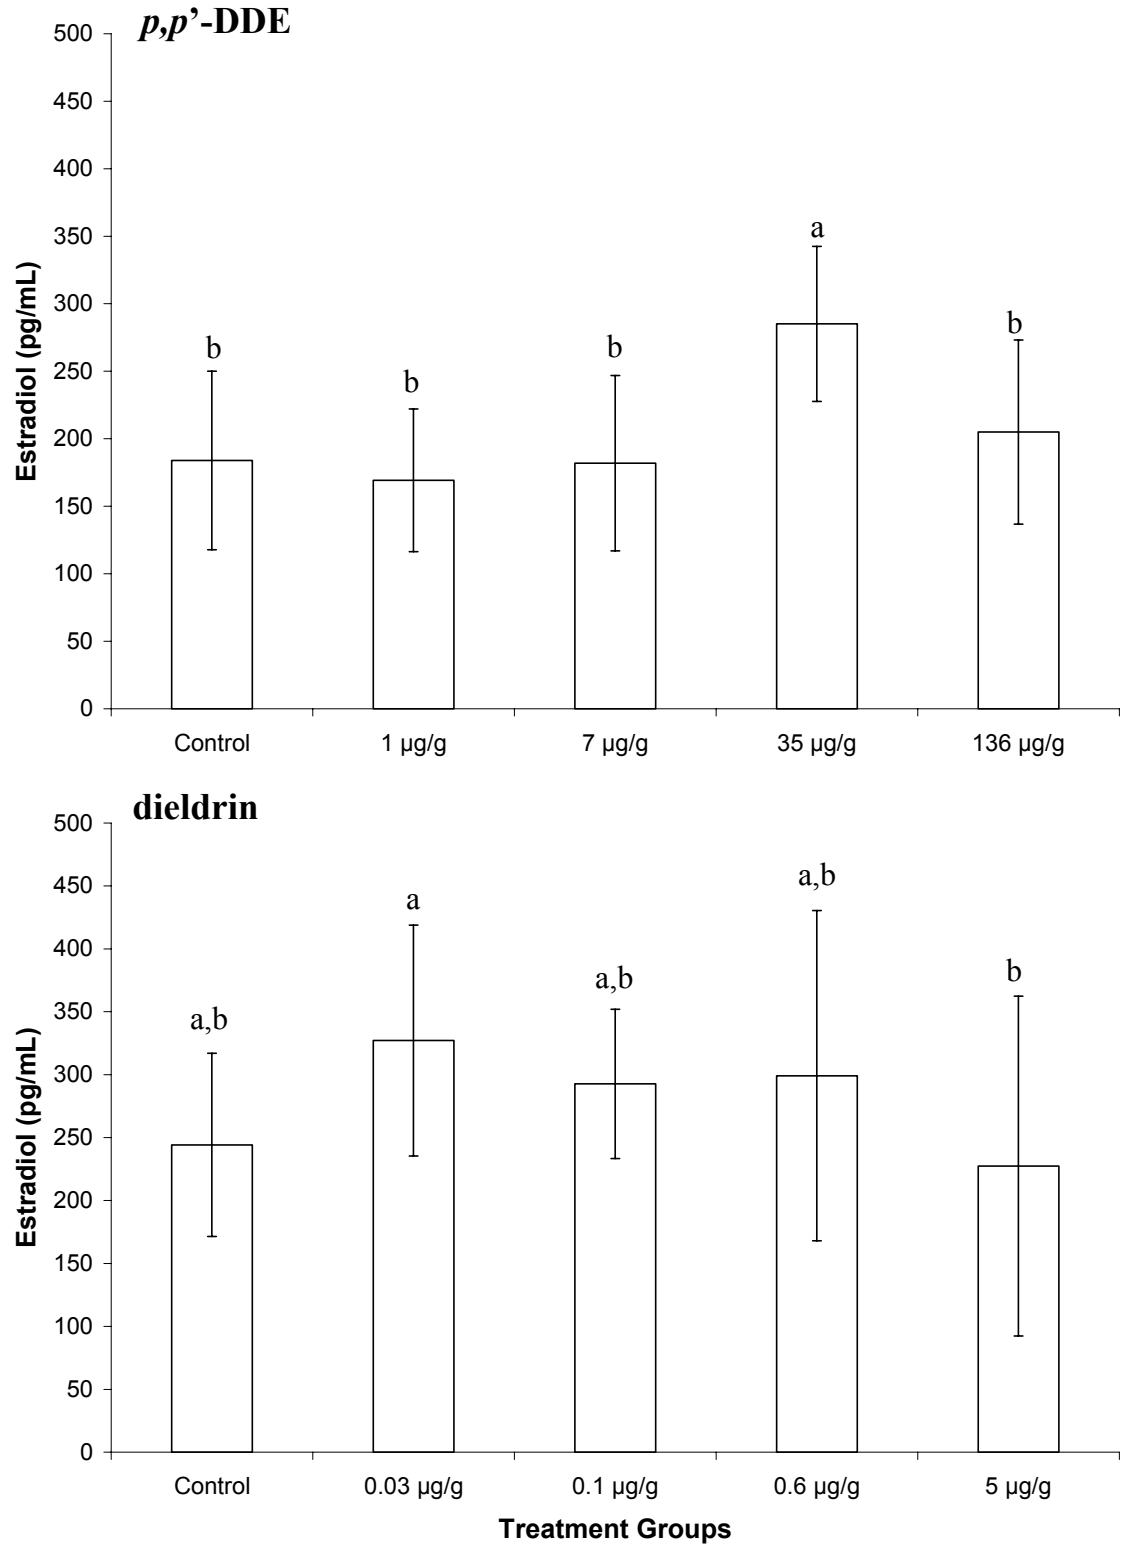 p,p’-DDE
500
450
400
350
300
250
200
150
100
50
0
Estradiol (pg/mL)
b
b
b
a
b
Control 1 µg/g 7 µg/g 35 µg/g 136 µg/g
dieldrin
500
450
400
350
300
250
200
150
100
50
0
Estradiol (pg/mL)
a,b
a
a,b
a,b
b
Control 0.03 µg/g 0.1 µg/g 0.6 µg/g 5 µg/g
Treatment Groups